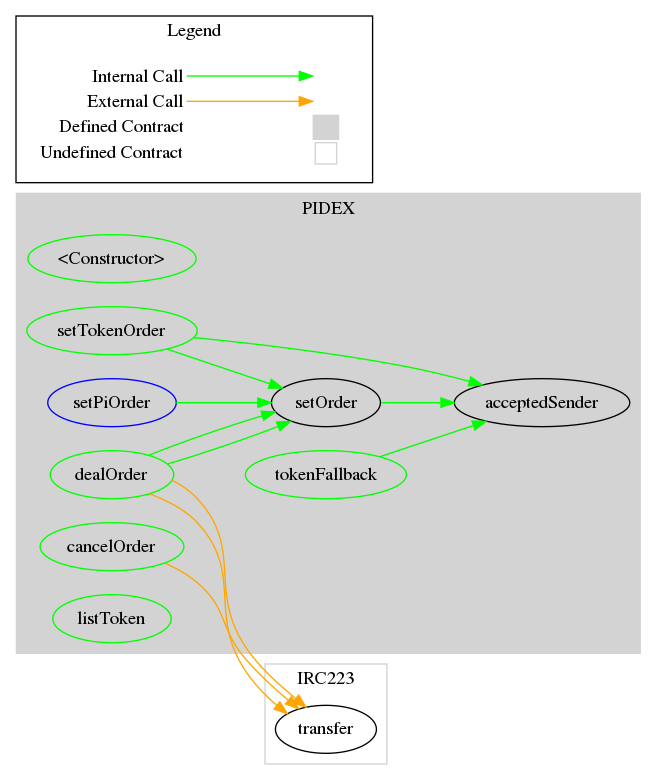 Legend
Internal Call
External Call
Defined Contract
Undefined Contract
PIDEX
<Constructor>
setTokenOrder
setPiOrder
setOrder
acceptedSender
dealOrder
tokenFallback
cancelOrder
listToken
IRC223
transfer